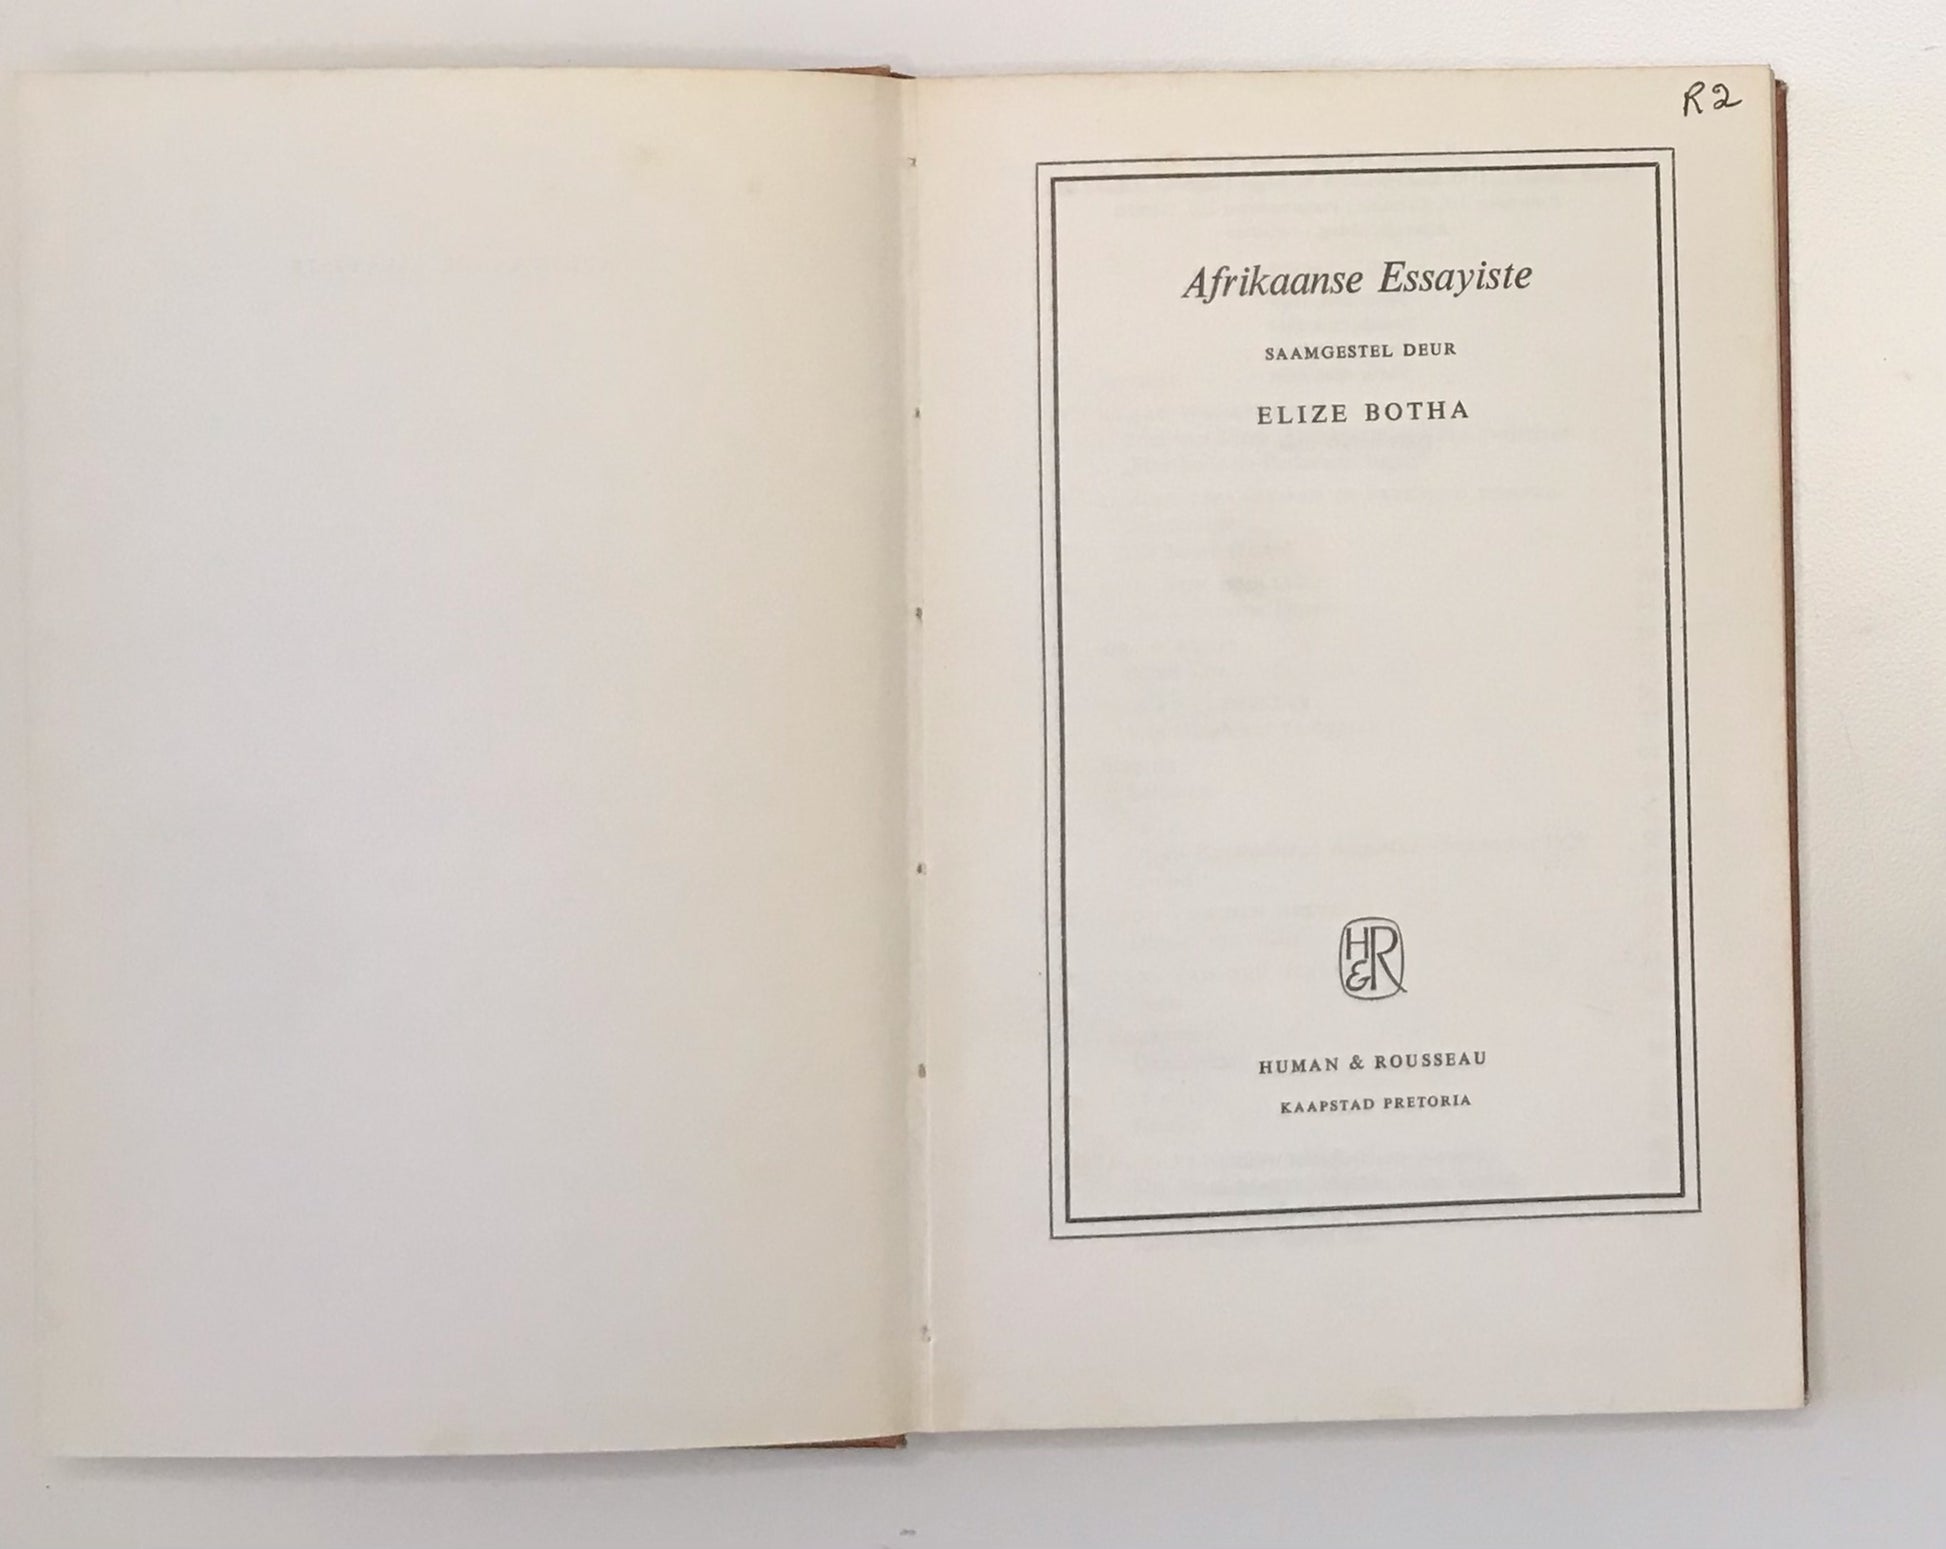 R2
Afrikaanse Essayiste
SAAMGESTEL DEUR
ELIZE BOTHA
H&R
HUMAN & ROUSSEAU
KAAPSTAD PRETORIA